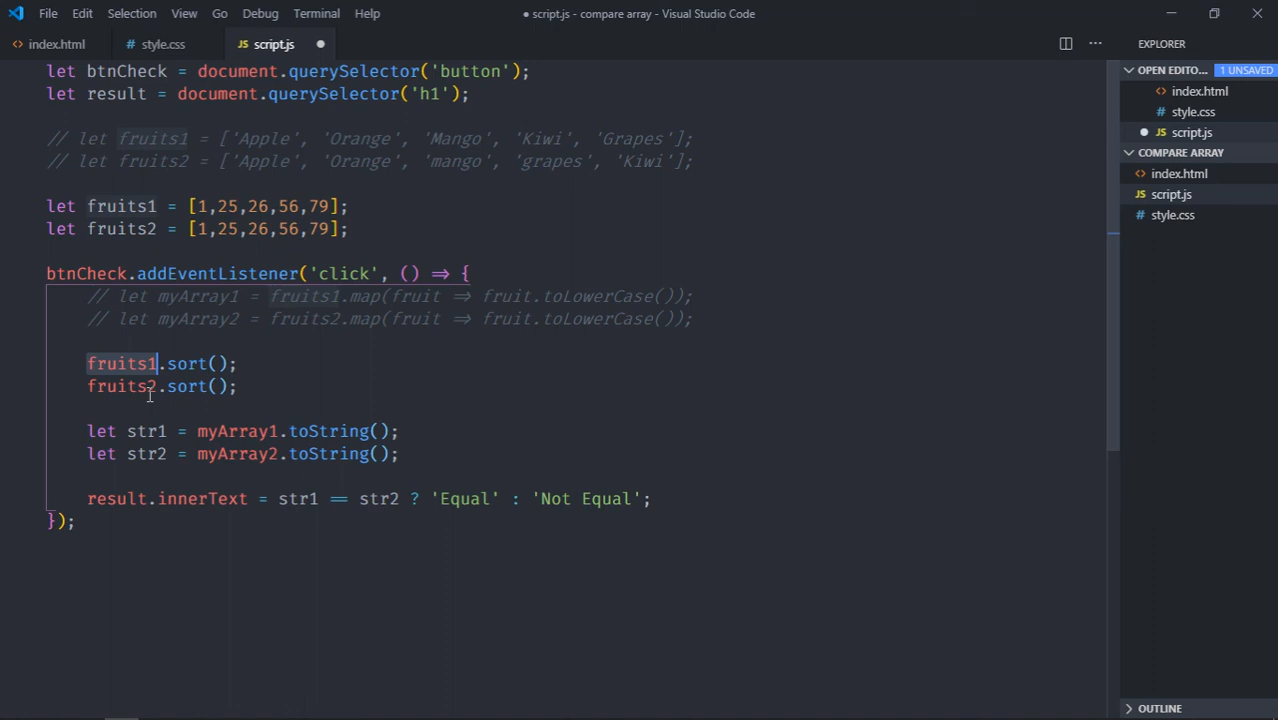 File Edit Selection View Go Debug Terminal Help
● script.js - compare array - Visual Studio Code
<> index.html # style.css JS script.js ●
EXPLORER
OPEN EDITO... 1 UNSAVED
<> index.html
# style.css
● JS script.js
COMPARE ARRAY
<> index.html
JS script.js
# style.css
OUTLINE
let btnCheck = document.querySelector('button');
let result = document.querySelector('h1');
// let fruits1 = ['Apple', 'Orange', 'Mango', 'Kiwi', 'Grapes'];
// let fruits2 = ['Apple', 'Orange', 'mango', 'grapes', 'Kiwi'];
let fruits1 = [1,25,26,56,79];
let fruits2 = [1,25,26,56,79];
btnCheck.addEventListener('click', () => {
// let myArray1 = fruits1.map(fruit => fruit.toLowerCase());
// let myArray2 = fruits2.map(fruit => fruit.toLowerCase());
fruits1.sort();
fruits2.sort();
let str1 = myArray1.toString();
let str2 = myArray2.toString();
result.innerText = str1 == str2 ? 'Equal' : 'Not Equal';
});